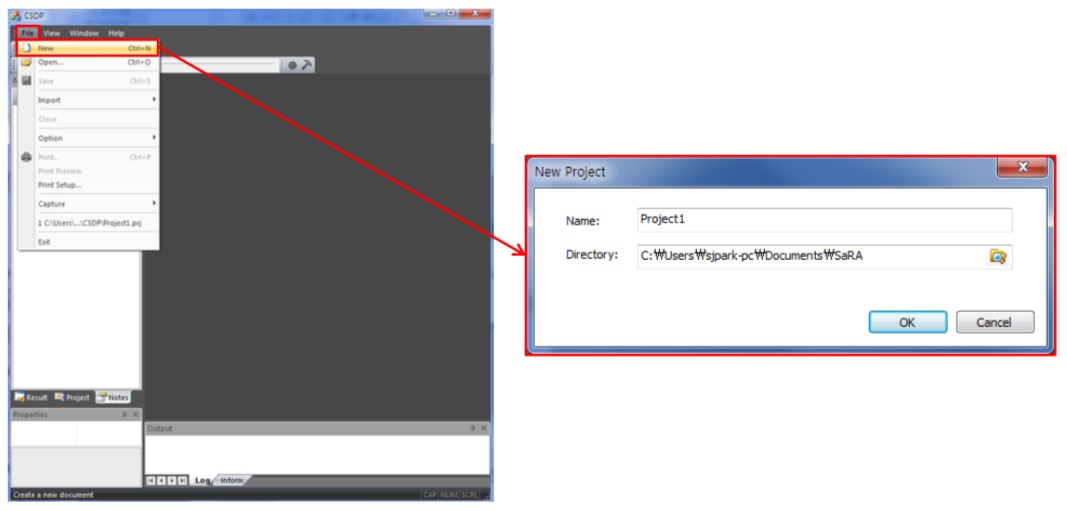 CSDP
File View Window Help
New Ctrl+N
Open... Ctrl+O
Save Ctrl+S
Import
Close
Option
Print... Ctrl+P
Print Preview
Print Setup...
Capture
1 C:\Users\...\CSDP\Project1.prj
Exit
Result Project Notes
Properties
Output
Log Inform
Create a new document
CAP NUM SCRL
New Project
Name: Project1
Directory: C:₩Users₩sjpark-pc₩Documents₩SaRA
OK Cancel